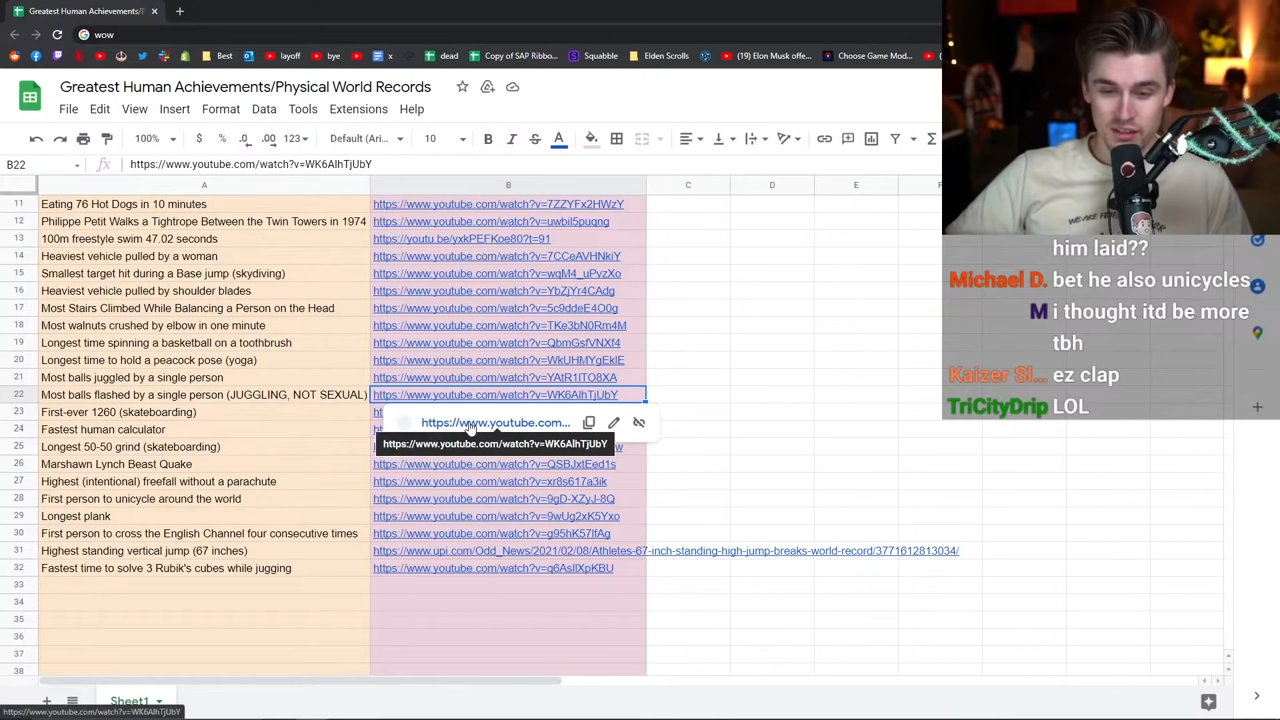 Greatest Human Achievements/P
wow
Best
layoff
bye
x
dead
Copy of SAP Ribbo...
Squabble
Elden Scrolls
(19) Elon Musk offe...
Choose Game Mod...
Greatest Human Achievements/Physical World Records
File Edit View Insert Format Data Tools Extensions Help
100% $ % .0 .00 123 Default (Ari... 10 B I S A
B22 fx https://www.youtube.com/watch?v=WK6AlhTjUbY
A B C D E
11 Eating 76 Hot Dogs in 10 minutes https://www.youtube.com/watch?v=7ZZYFx2HWzY
12 Philippe Petit Walks a Tightrope Between the Twin Towers in 1974 https://www.youtube.com/watch?v=uwbil5puqng
13 100m freestyle swim 47.02 seconds https://youtu.be/yxkPEFKoe80?t=91
14 Heaviest vehicle pulled by a woman https://www.youtube.com/watch?v=7CCeAVHNkiY
15 Smallest target hit during a Base jump (skydiving) https://www.youtube.com/watch?v=wqM4_uPvzXo
16 Heaviest vehicle pulled by shoulder blades https://www.youtube.com/watch?v=YbZjYr4CAdg
17 Most Stairs Climbed While Balancing a Person on the Head https://www.youtube.com/watch?v=5c9ddeE4O0g
18 Most walnuts crushed by elbow in one minute https://www.youtube.com/watch?v=TKe3bN0Rm4M
19 Longest time spinning a basketball on a toothbrush https://www.youtube.com/watch?v=QbmGsfVNXf4
20 Longest time to hold a peacock pose (yoga) https://www.youtube.com/watch?v=WkUHMYgEklE
21 Most balls juggled by a single person https://www.youtube.com/watch?v=YAtR1lTO8XA
22 Most balls flashed by a single person (JUGGLING, NOT SEXUAL) https://www.youtube.com/watch?v=WK6AlhTjUbY
23 First-ever 1260 (skateboarding) ht
https://www.youtube.com...
24 Fastest human calculator ht
https://www.youtube.com/watch?v=WK6AlhTjUbY
25 Longest 50-50 grind (skateboarding)
26 Marshawn Lynch Beast Quake https://www.youtube.com/watch?v=QSBJxtEed1s
27 Highest (intentional) freefall without a parachute https://www.youtube.com/watch?v=xr8s617a3ik
28 First person to unicycle around the world https://www.youtube.com/watch?v=9gD-XZyJ-8Q
29 Longest plank https://www.youtube.com/watch?v=9wUg2xK5Yxo
30 First person to cross the English Channel four consecutive times https://www.youtube.com/watch?v=g95hK57lfAg
31 Highest standing vertical jump (67 inches) https://www.upi.com/Odd_News/2021/02/08/Athletes-67-inch-standing-high-jump-breaks-world-record/3771612813034/
32 Fastest time to solve 3 Rubik's cubes while jugging https://www.youtube.com/watch?v=q6AsIlXpKBU
33
34
35
36
37
38
Sheet1
https://www.youtube.com/watch?v=WK6AlhTjUbY
him laid??
Michael D. bet he also unicycles
M i thought itd be more
tbh
Kaizer Sl... ez clap
TriCityDrip LOL